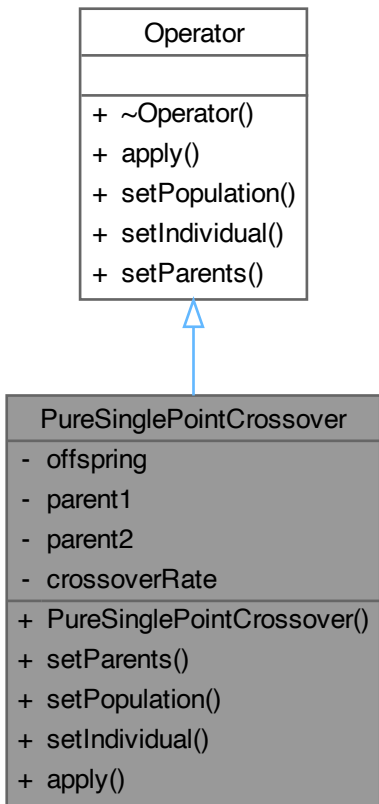 Operator
+ ~Operator()
+ apply()
+ setPopulation()
+ setIndividual()
+ setParents()
PureSinglePointCrossover
- offspring
- parent1
- parent2
- crossoverRate
+ PureSinglePointCrossover()
+ setParents()
+ setPopulation()
+ setIndividual()
+ apply()